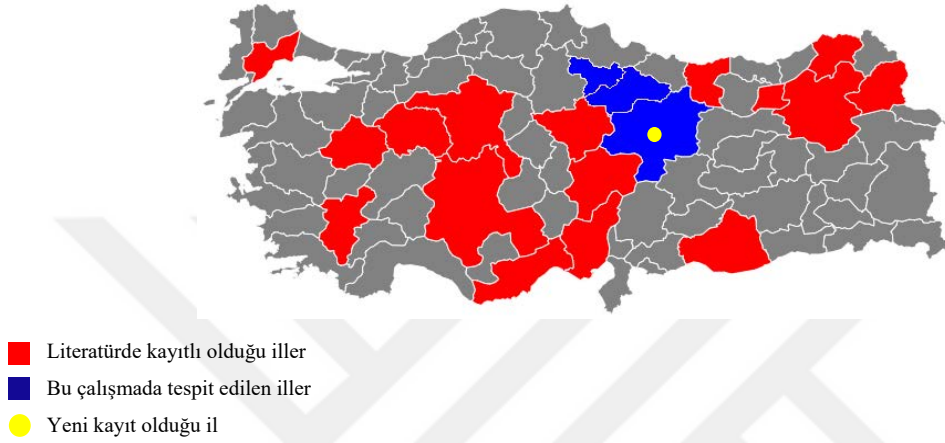 Literatürde kayıtlı olduğu iller
Bu çalışmada tespit edilen iller
Yeni kayıt olduğu il